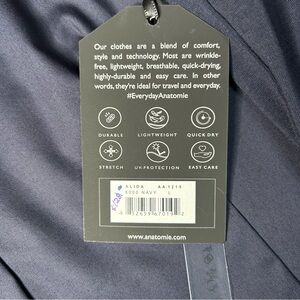 Our clothes are a blend of comfort,
style and technology. Most are wrinkle-
free, lightweight, breathable, quick-drying,
highly-durable and easy care. In other
words, they're ideal for travel and everyday.
#EverydayAnatomie
DURABLE LIGHTWEIGHT QUICK DRY
STRETCH UV-PROTECTION EASY CARE
ALIDA AA-1215
6000 NAVY L
www.anatomie.com